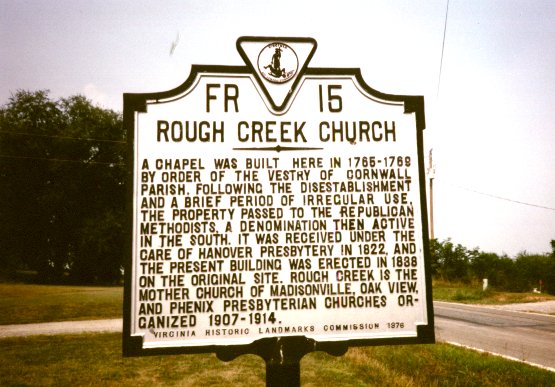 FR 15
ROUGH CREEK CHURCH
A CHAPEL WAS BUILT HERE IN 1765-1769
BY ORDER OF THE VESTRY OF CORNWALL
PARISH. FOLLOWING THE DISESTABLISHMENT
AND A BRIEF PERIOD OF IRREGULAR USE,
THE PROPERTY PASSED TO THE REPUBLICAN
METHODISTS, A DENOMINATION THEN ACTIVE
IN THE SOUTH. IT WAS RECEIVED UNDER THE
CARE OF HANOVER PRESBYTERY IN 1822, AND
THE PRESENT BUILDING WAS ERECTED IN 1838
ON THE ORIGINAL SITE. ROUGH CREEK IS THE
MOTHER CHURCH OF MADISONVILLE, OAK VIEW,
AND PHENIX PRESBYTERIAN CHURCHES OR-
GANIZED 1907-1914.
VIRGINIA HISTORIC LANDMARKS COMMISSION 1976